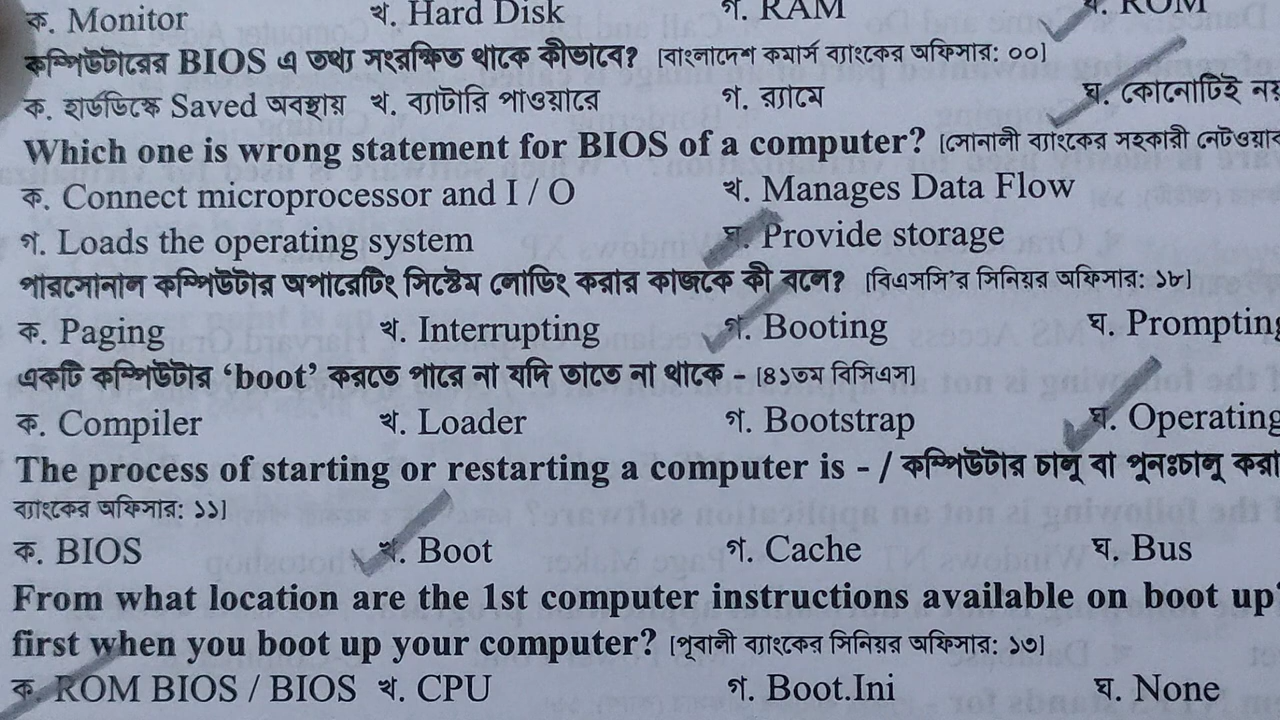 ক. Monitor খ. Hard Disk গ. RAM ঘ. ROM
কম্পিউটারের BIOS এ তথ্য সংরক্ষিত থাকে কীভাবে? [বাংলাদেশ কমার্স ব্যাংকের অফিসার: ০০]
ক. হার্ডডিস্কে Saved অবস্থায় খ. ব্যাটারি পাওয়ারে গ. র‍্যামে ঘ. কোনোটিই নয়
Which one is wrong statement for BIOS of a computer? [সোনালী ব্যাংকের সহকারী নেটওয়ার্ক
ক. Connect microprocessor and I / O খ. Manages Data Flow
গ. Loads the operating system ঘ. Provide storage
পারসোনাল কম্পিউটার অপারেটিং সিস্টেম লোডিং করার কাজকে কী বলে? [বিএসসি'র সিনিয়র অফিসার: ১৮]
ক. Paging খ. Interrupting গ. Booting ঘ. Prompting
একটি কম্পিউটার ‘boot’ করতে পারে না যদি তাতে না থাকে - [৪১তম বিসিএস]
ক. Compiler খ. Loader গ. Bootstrap ঘ. Operating
The process of starting or restarting a computer is - / কম্পিউটার চালু বা পুনঃচালু করা
ব্যাংকের অফিসার: ১১]
ক. BIOS খ. Boot গ. Cache ঘ. Bus
From what location are the 1st computer instructions available on boot up
first when you boot up your computer? [পূবালী ব্যাংকের সিনিয়র অফিসার: ১৩]
ক. ROM BIOS / BIOS খ. CPU গ. Boot.Ini ঘ. None